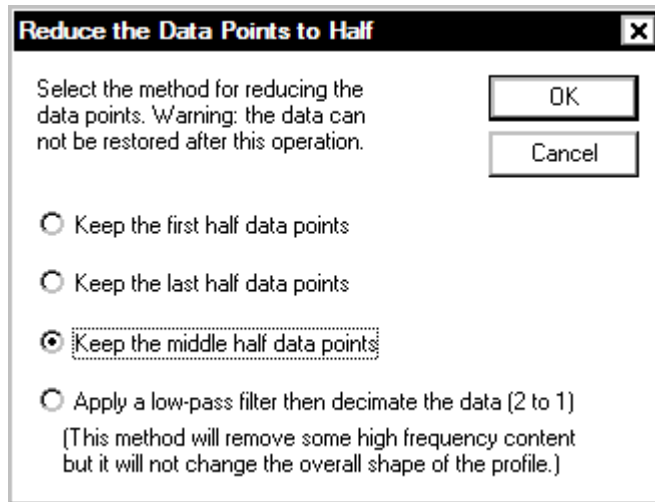 Reduce the Data Points to Half
Select the method for reducing the
data points. Warning: the data can
not be restored after this operation.
OK
Cancel
Keep the first half data points
Keep the last half data points
Keep the middle half data points
Apply a low-pass filter then decimate the data (2 to 1)
(This method will remove some high frequency content
but it will not change the overall shape of the profile.)